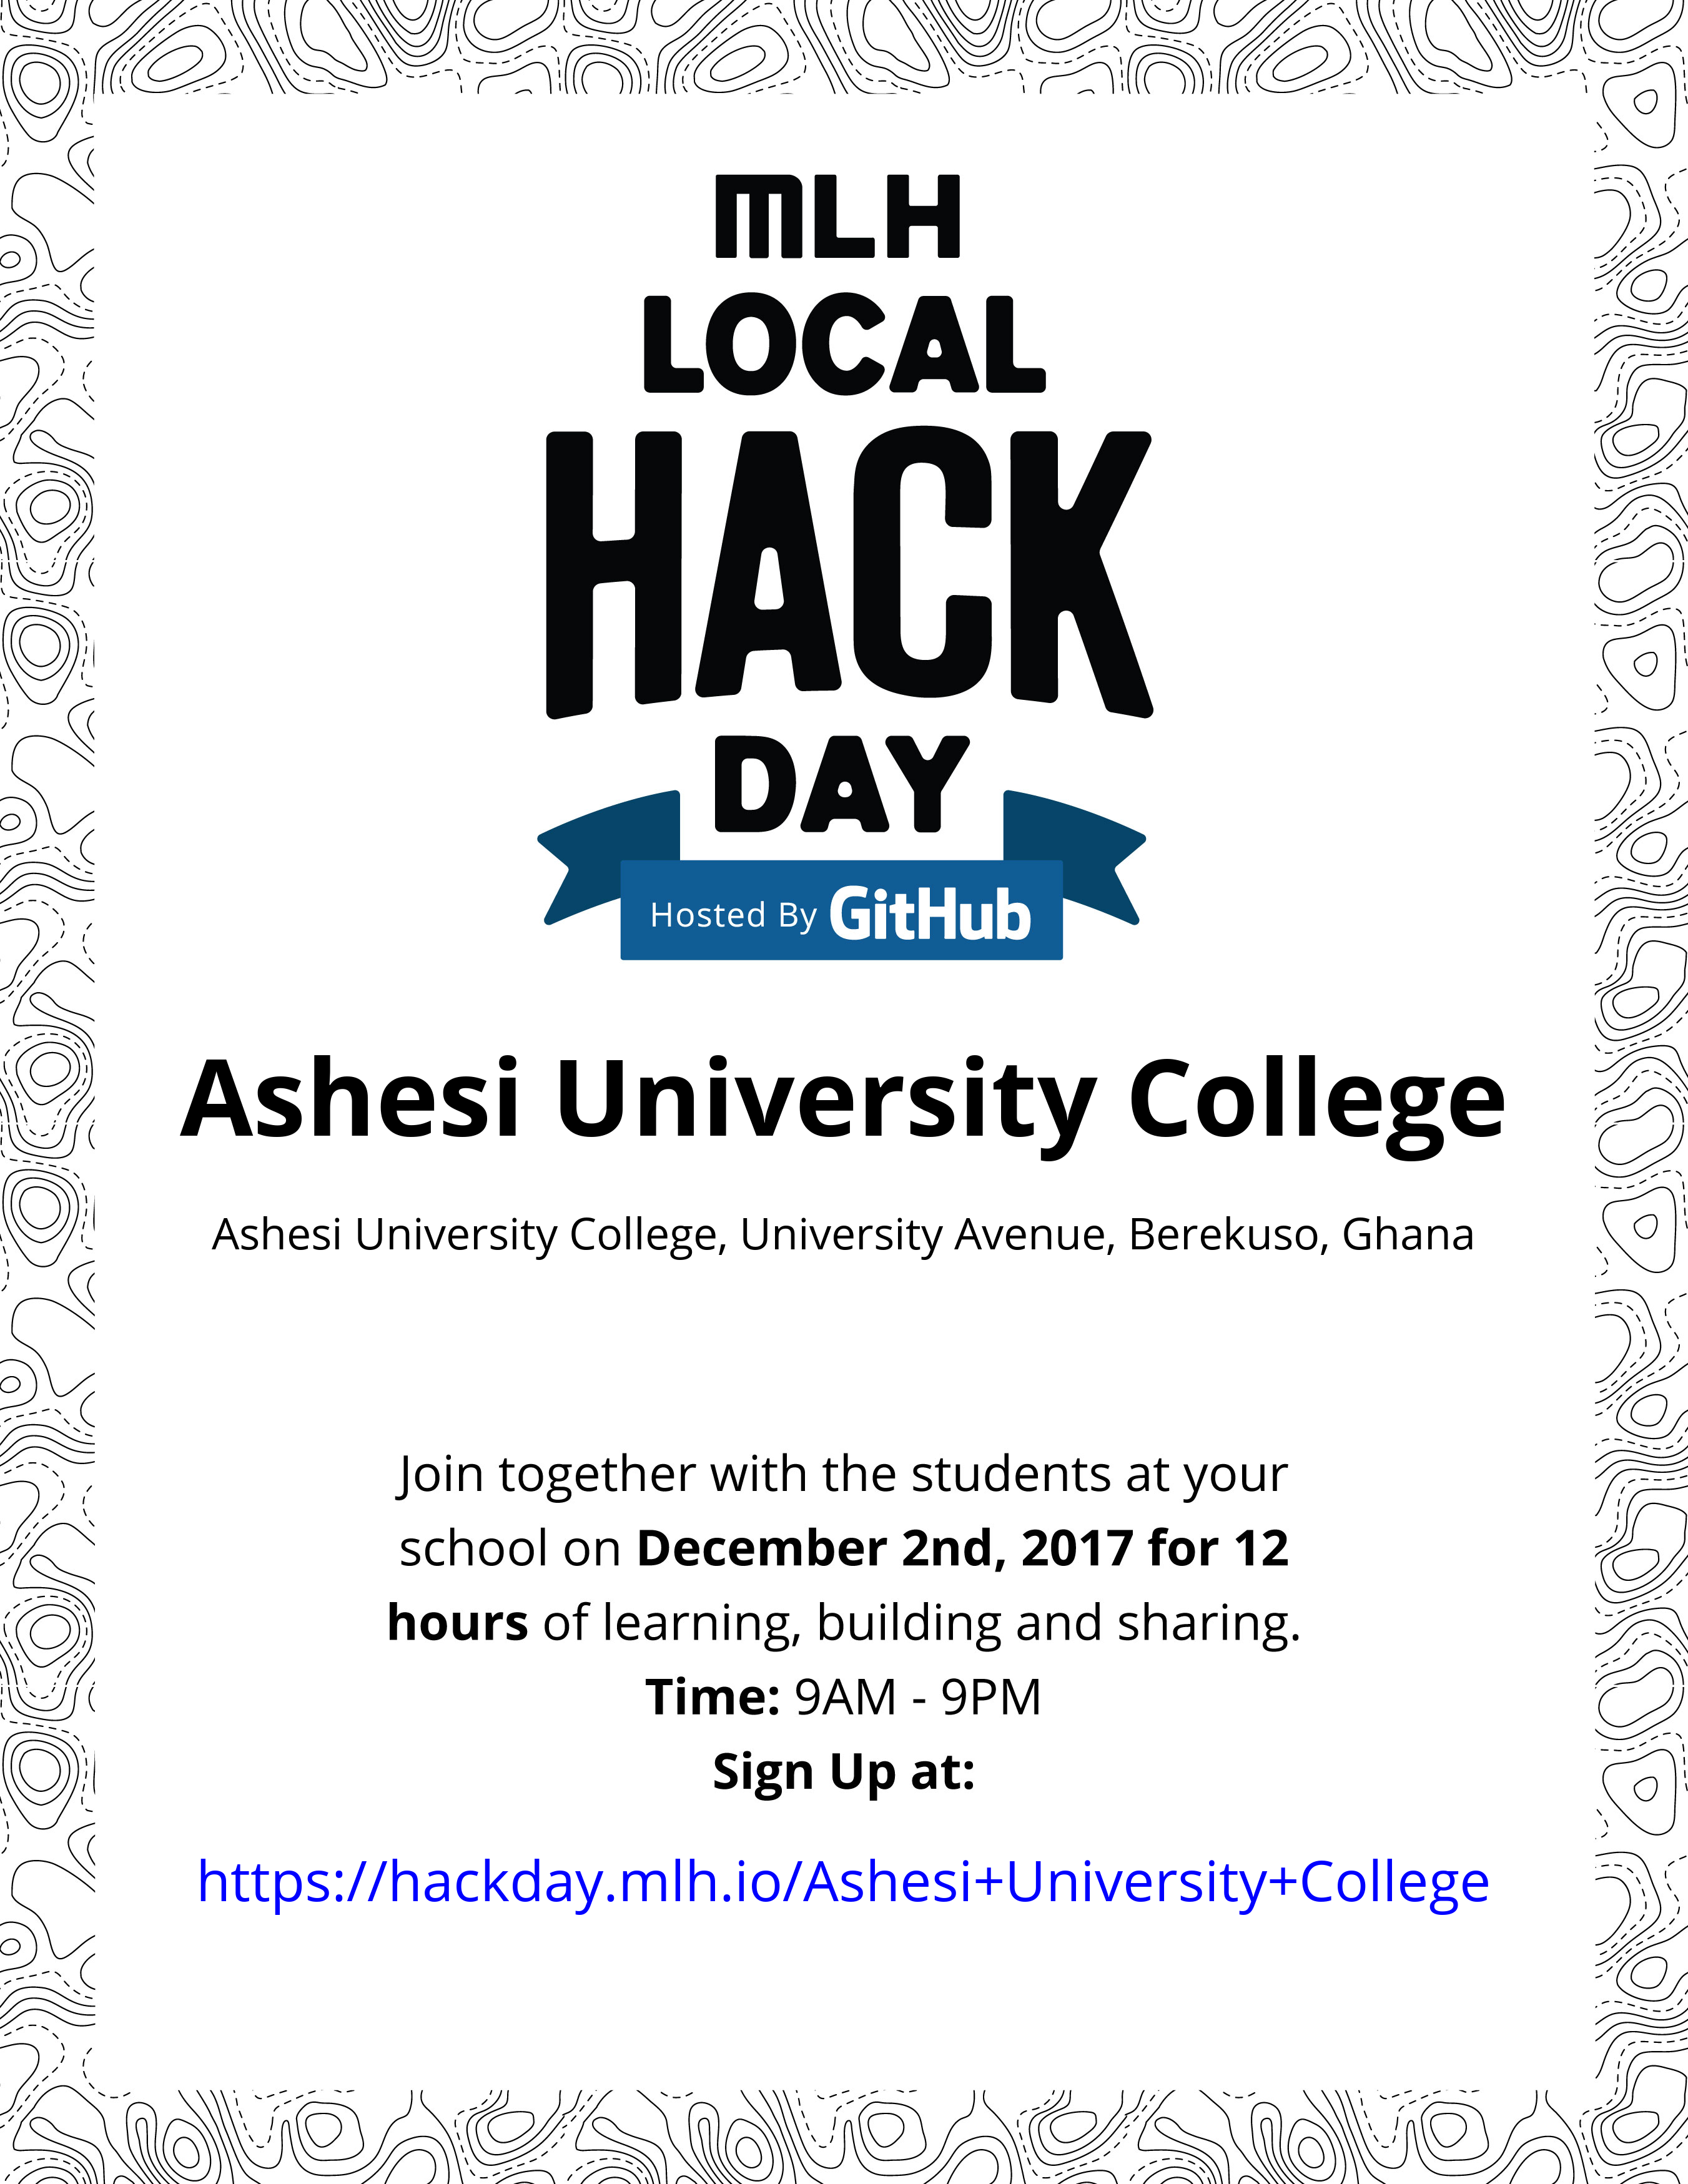 MLH
LOCAL
HACK
DAY
Hosted By GitHub
Ashesi University College
Ashesi University College, University Avenue, Berekuso, Ghana
Join together with the students at your
school on December 2nd, 2017 for 12
hours of learning, building and sharing.
Time: 9AM - 9PM
Sign Up at:
https://hackday.mlh.io/Ashesi+University+College